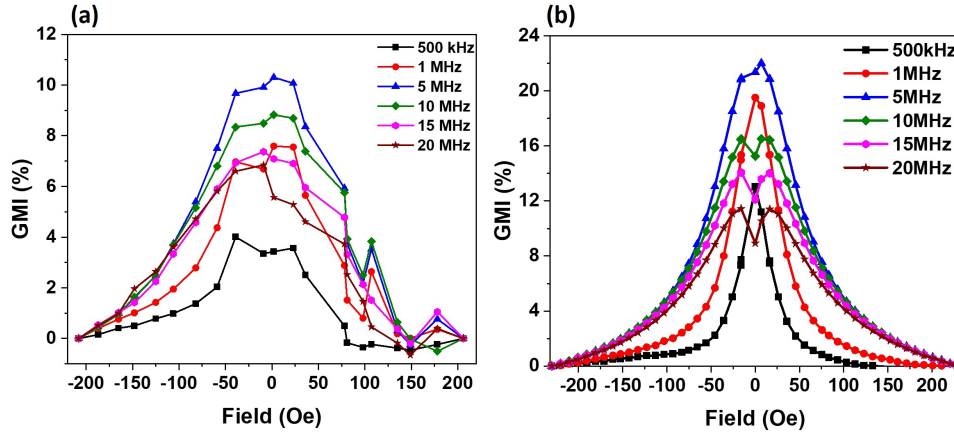 (a)
12
10
8
6
4
2
0
GMI (%)
500 kHz
1 MHz
5 MHz
10 MHz
15 MHz
20 MHz
-200 -150 -100 -50 0 50 100 150 200
Field (Oe)
(b)
24
20
16
12
8
4
0
GMI (%)
500kHz
1MHz
5MHz
10MHz
15MHz
20MHz
-200 -150 -100 -50 0 50 100 150 200
Field (Oe)